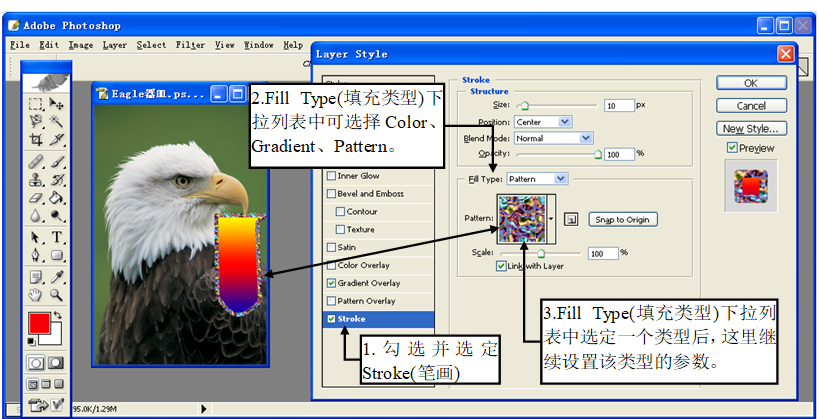 Adobe Photoshop
File Edit Image Layer Select Filter View Window Help
Layer Style
Eagle器皿.ps...
2.Fill Type(填充类型)下
拉列表中可选择 Color、
Gradient、Pattern。
Inner Glow
Bevel and Emboss
Contour
Texture
Satin
Color Overlay
Gradient Overlay
Pattern Overlay
Stroke
Stroke
Structure
Size: 10 px
Position: Center
Blend Mode: Normal
Opacity: 100 %
Fill Type: Pattern
Pattern: Snap to Origin
Scale: 100 %
Link with Layer
OK
Cancel
New Style...
Preview
1. 勾选并选定
Stroke(笔画)
3.Fill Type(填充类型)下拉列
表中选定一个类型后，这里继
续设置该类型的参数。
95.0K/1.29M